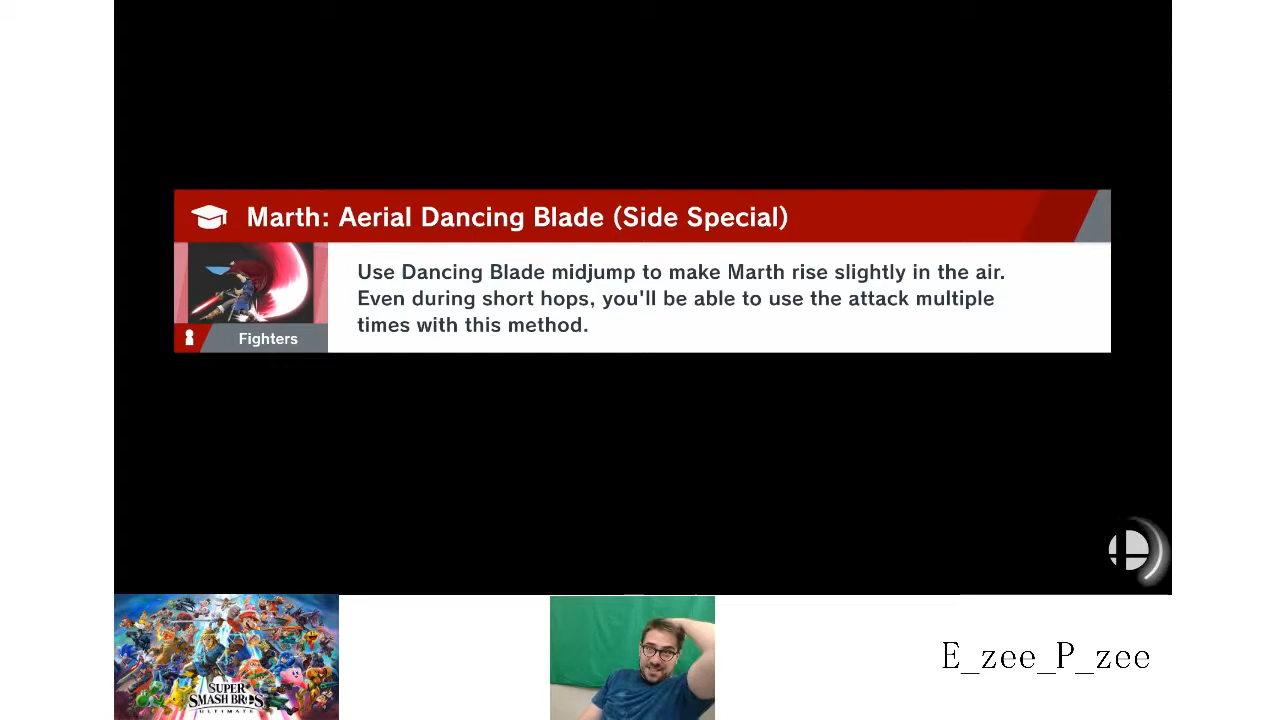 Marth: Aerial Dancing Blade (Side Special)
Use Dancing Blade midjump to make Marth rise slightly in the air.
Even during short hops, you'll be able to use the attack multiple
times with this method.
Fighters
SUPER
SMASH BROS.
ULTIMATE
E_zee_P_zee